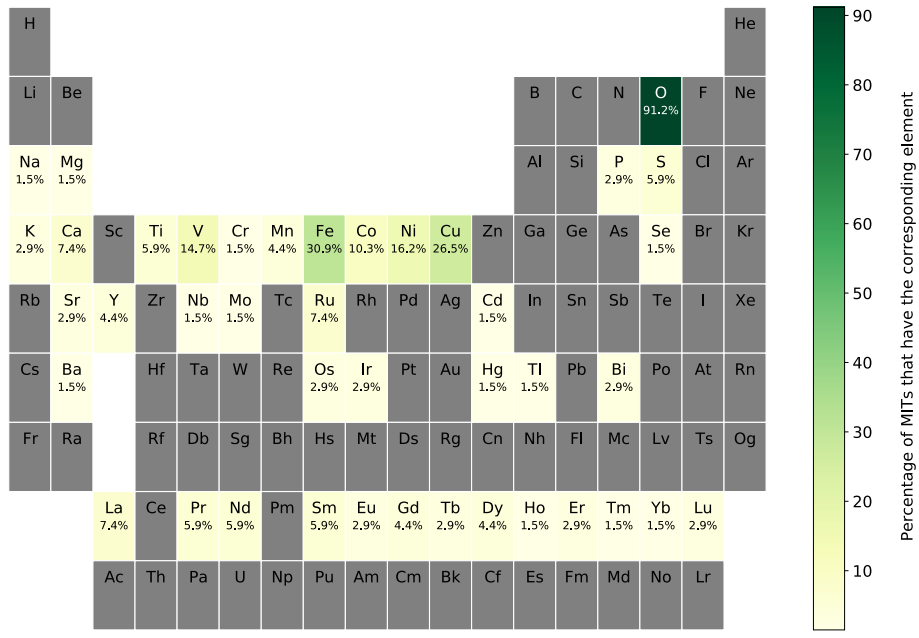 H He
Li Be B C N O F Ne
91.2%
Na Mg Al Si P S Cl Ar
1.5% 1.5% 2.9% 5.9%
K Ca Sc Ti V Cr Mn Fe Co Ni Cu Zn Ga Ge As Se Br Kr
2.9% 7.4% 5.9% 14.7% 1.5% 4.4% 30.9% 10.3% 16.2% 26.5% 1.5%
Rb Sr Y Zr Nb Mo Tc Ru Rh Pd Ag Cd In Sn Sb Te I Xe
2.9% 4.4% 1.5% 1.5% 7.4% 1.5%
Cs Ba Hf Ta W Re Os Ir Pt Au Hg Tl Pb Bi Po At Rn
1.5% 2.9% 2.9% 1.5% 1.5% 2.9%
Fr Ra Rf Db Sg Bh Hs Mt Ds Rg Cn Nh Fl Mc Lv Ts Og
La Ce Pr Nd Pm Sm Eu Gd Tb Dy Ho Er Tm Yb Lu
7.4% 5.9% 5.9% 5.9% 2.9% 4.4% 2.9% 4.4% 1.5% 2.9% 1.5% 1.5% 2.9%
Ac Th Pa U Np Pu Am Cm Bk Cf Es Fm Md No Lr
90
80
70
60
50
40
30
20
10
Percentage of MITs that have the corresponding element